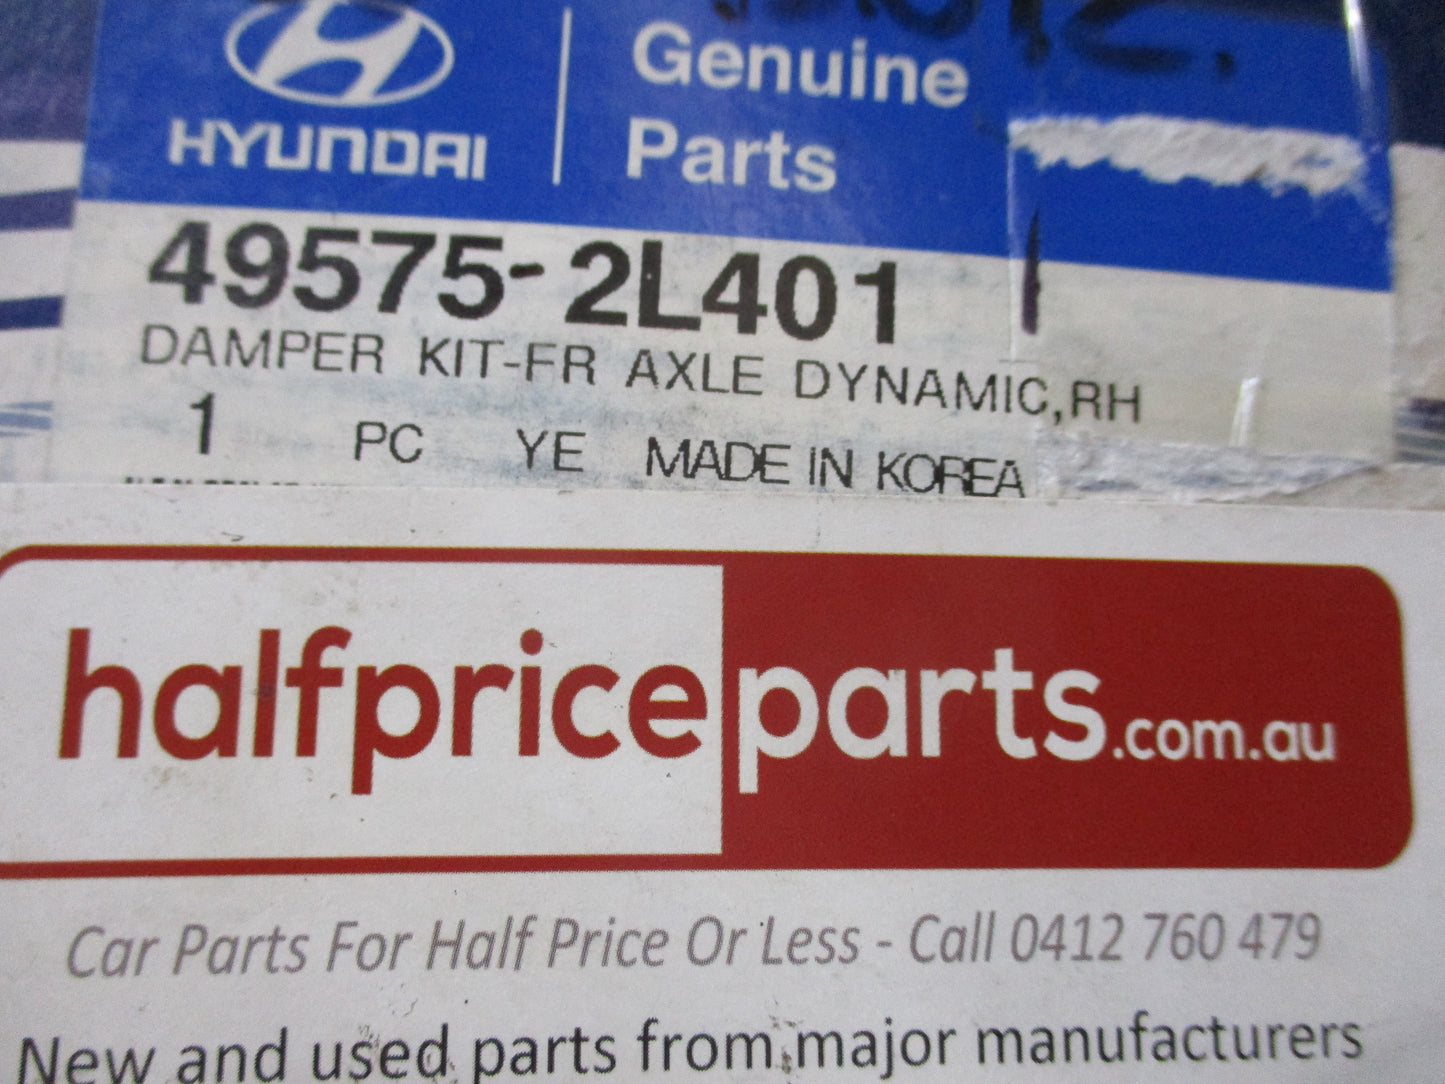 HYUNDAI
Genuine
Parts
49575-2L401
DAMPER KIT-FR AXLE DYNAMIC,RH
1 PC YE MADE IN KOREA
halfpriceparts.com.au
Car Parts For Half Price Or Less - Call 0412 760 479
New and used parts from major manufacturers